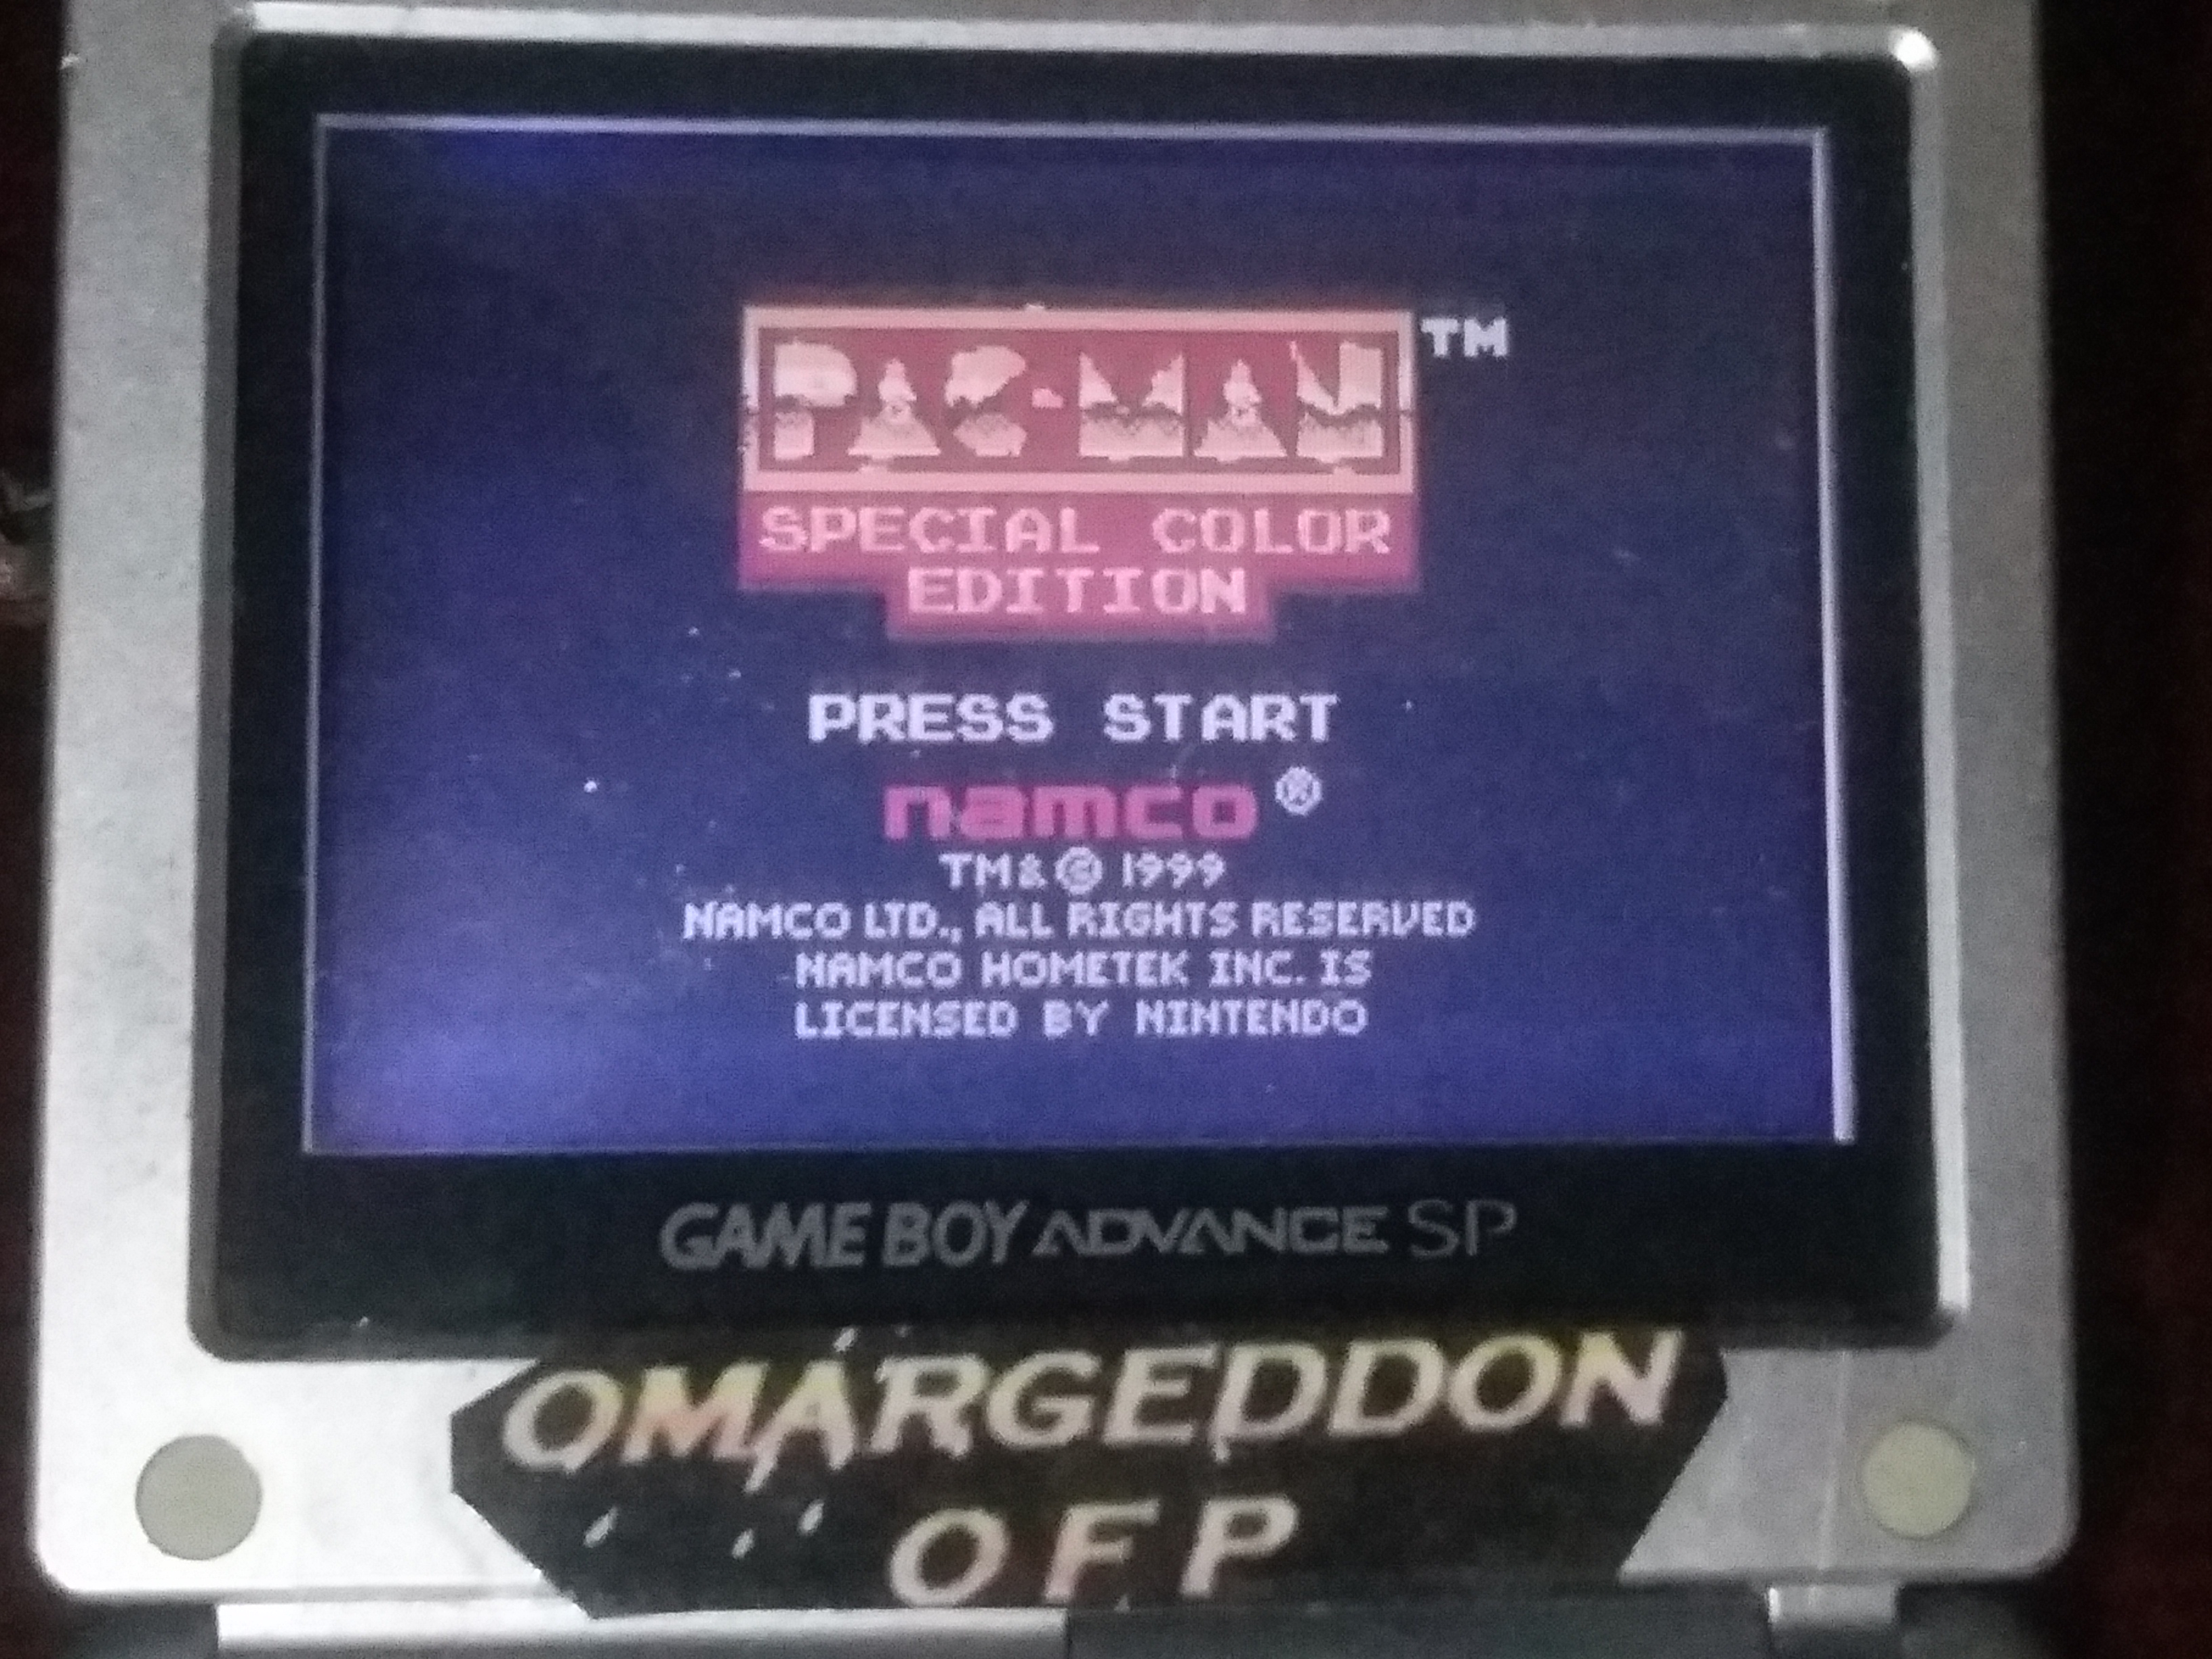 PAC-MAN TM
SPECIAL COLOR
EDITION
PRESS START
namco ®
TM & © 1999
NAMCO LTD., ALL RIGHTS RESERVED
NAMCO HOMETEK INC. IS
LICENSED BY NINTENDO
GAME BOY ADVANCE SP
OMARGEDDON
OFP